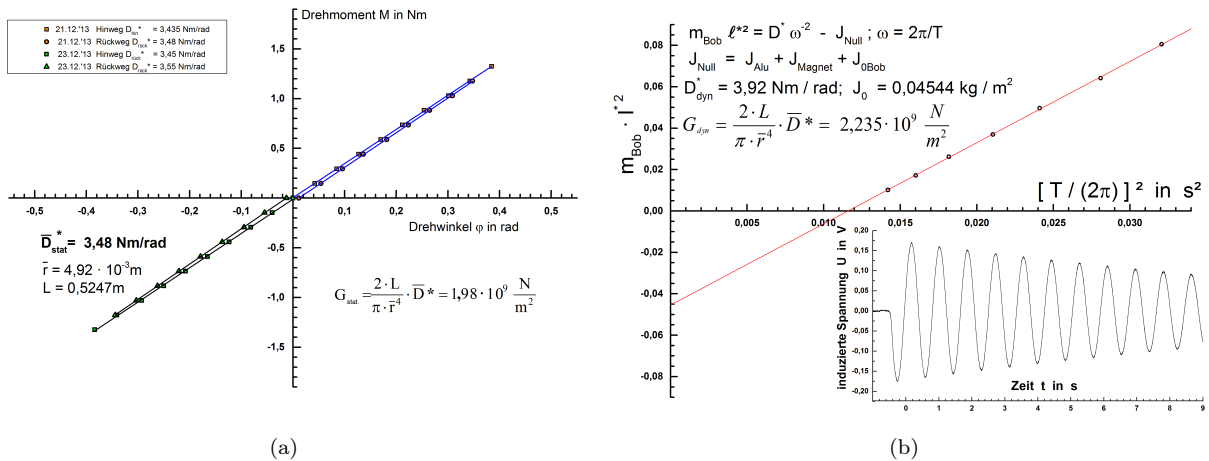 Drehmoment M in Nm
21.12.'13 Hinweg D_hin* = 3,435 Nm/rad
21.12.'13 Rückweg D_rück* = 3,48 Nm/rad
23.12.'13 Hinweg D_rück* = 3,45 Nm/rad
23.12.'13 Rückweg D_rück* = 3,55 Nm/rad
1,5
1,0
0,5
-0,5 -0,4 -0,3 -0,2 -0,1 0,1 0,2 0,3 0,4 0,5
Drehwinkel φ in rad
-0,5
-1,0
-1,5
D̅*_stat = 3,48 Nm/rad
r̅ = 4,92 · 10⁻³m
L = 0,5247m
G_stat. = 2·L / π·r̅⁴ · D̅* = 1,98·10⁹ N/m²
(a)
m_Bob ℓ*² = D* ω⁻² - J_Null ; ω = 2π/T
J_Null = J_Alu + J_Magnet + J_0Bob
D*_dyn = 3,92 Nm / rad; J_0 = 0,04544 kg / m²
G_dyn = 2·L / π·r̅⁴ · D̅* = 2,235·10⁹ N/m²
m_Bob · l*²
0,08
0,06
0,04
0,02
0,00
-0,02
-0,04
-0,06
-0,08
0,005 0,010 0,015 0,020 0,025 0,030
[ T / (2π) ]² in s²
induzierte Spannung U in V
0,20
0,15
0,10
0,05
0,00
-0,05
-0,10
-0,15
-0,20
Zeit t in s
0 1 2 3 4 5 6 7 8 9
(b)